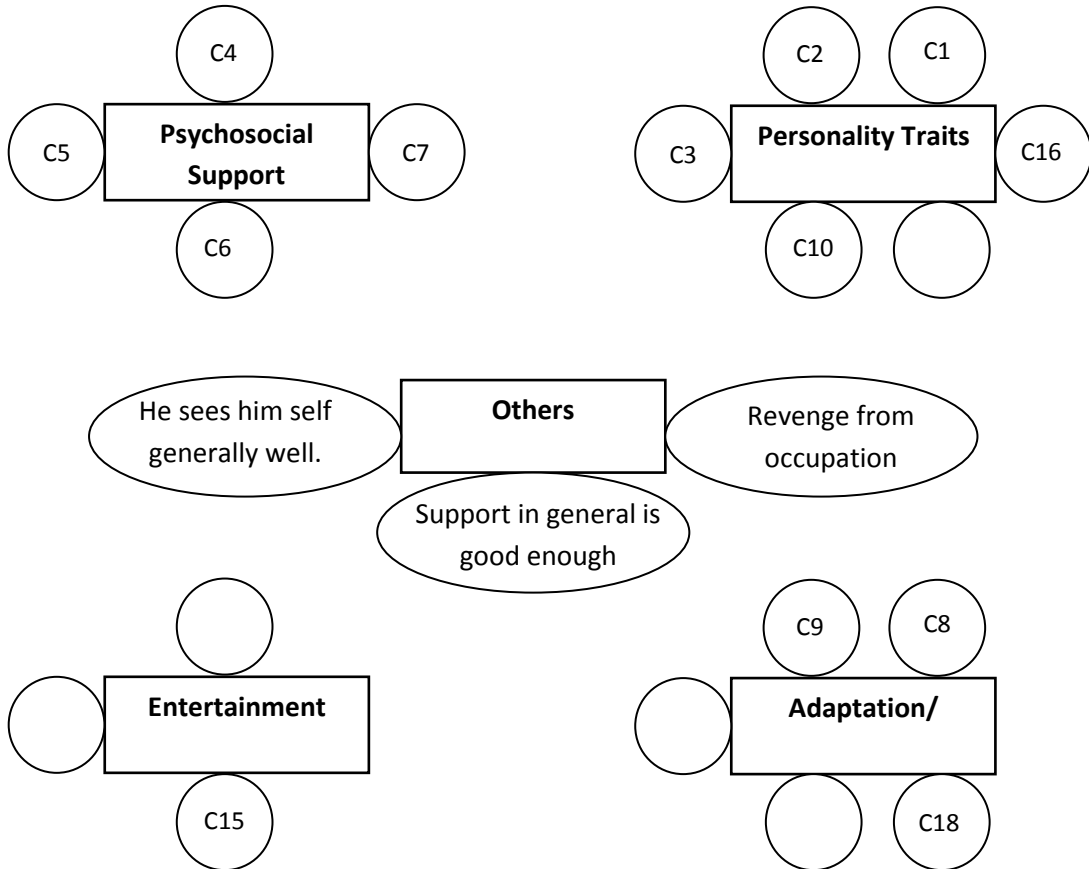 C4
C2
C1
C5
Psychosocial
Support
C7
C3
Personality Traits
C16
C6
C10
He sees him self
generally well.
Others
Revenge from
occupation
Support in general is
good enough
C9
C8
Entertainment
Adaptation/
C15
C18